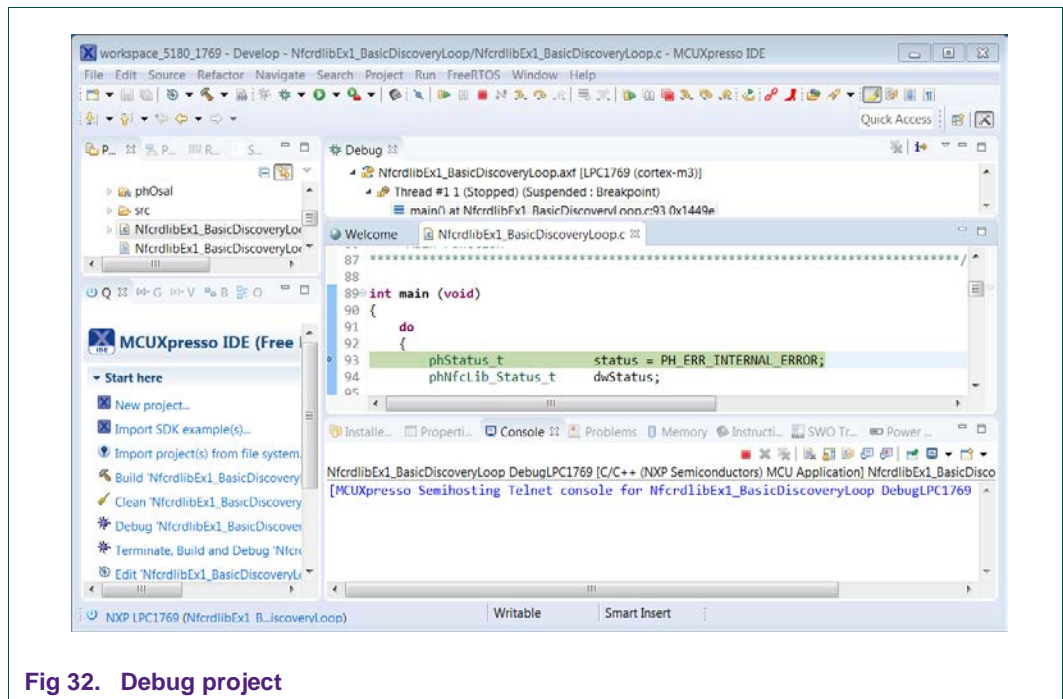 workspace_5180_1769 - Develop - NfcrdlibEx1_BasicDiscoveryLoop/NfcrdlibEx1_BasicDiscoveryLoop.c - MCUXpresso IDE
File Edit Source Refactor Navigate Search Project Run FreeRTOS Window Help
Quick Access
P... P... R... S...
phOsal
src
NfcrdlibEx1_BasicDiscoveryLo
NfcrdlibEx1_BasicDiscoveryLo
Q (x)= G (x)= V B O
IDE
MCUXpresso IDE (Free
Start here
New project...
Import SDK example(s)...
Import project(s) from file system.
Build 'NfcrdlibEx1_BasicDiscovery
Clean 'NfcrdlibEx1_BasicDiscovery
Debug 'NfcrdlibEx1_BasicDiscover
Terminate, Build and Debug 'Nfcr
Edit 'NfcrdlibEx1_BasicDiscoveryL
Debug
NfcrdlibEx1_BasicDiscoveryLoop.axf [LPC1769 (cortex-m3)]
Thread #1 1 (Stopped) (Suspended : Breakpoint)
main() at NfcrdlibEx1_BasicDiscoveryLoop.c:93 0x1449e
Welcome NfcrdlibEx1_BasicDiscoveryLoop.c
87 *******************************************************************************/
88
89 int main (void)
90 {
91 do
92 {
93 phStatus_t status = PH_ERR_INTERNAL_ERROR;
94 phNfcLib_Status_t dwStatus;
95
Installe... Properti... Console Problems Memory Instructi... SWO Tr... Power ...
NfcrdlibEx1_BasicDiscoveryLoop DebugLPC1769 [C/C++ (NXP Semiconductors) MCU Application] NfcrdlibEx1_BasicDisco
[MCUXpresso Semihosting Telnet console for NfcrdlibEx1_BasicDiscoveryLoop DebugLPC1769
NXP LPC1769 (NfcrdlibEx1_B...iscoveryLoop) Writable Smart Insert
Fig 32. Debug project